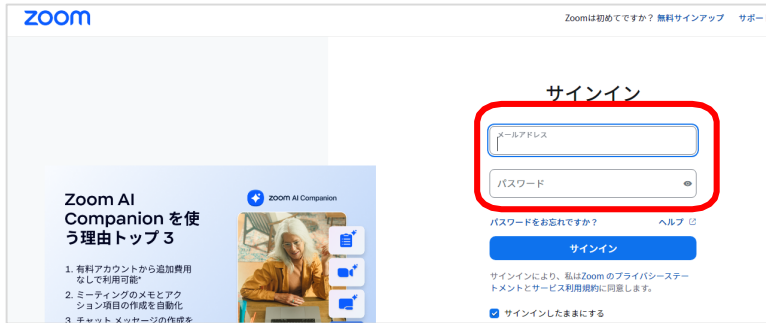 zoom
Zoomは初めてですか？ 無料サインアップ サポー
サインイン
メールアドレス
パスワード
パスワードをお忘れですか？ ヘルプ
サインイン
サインインにより、私はZoom のプライバシーステー
トメントとサービス利用規約に同意します。
サインインしたままにする
Zoom AI
Companion を使
う理由トップ 3
zoom AI Companion
1. 有料アカウントから追加費用
なしで利用可能*
2. ミーティングのメモとアク
ション項目の作成を自動化
3. チャット メッセージの作成を